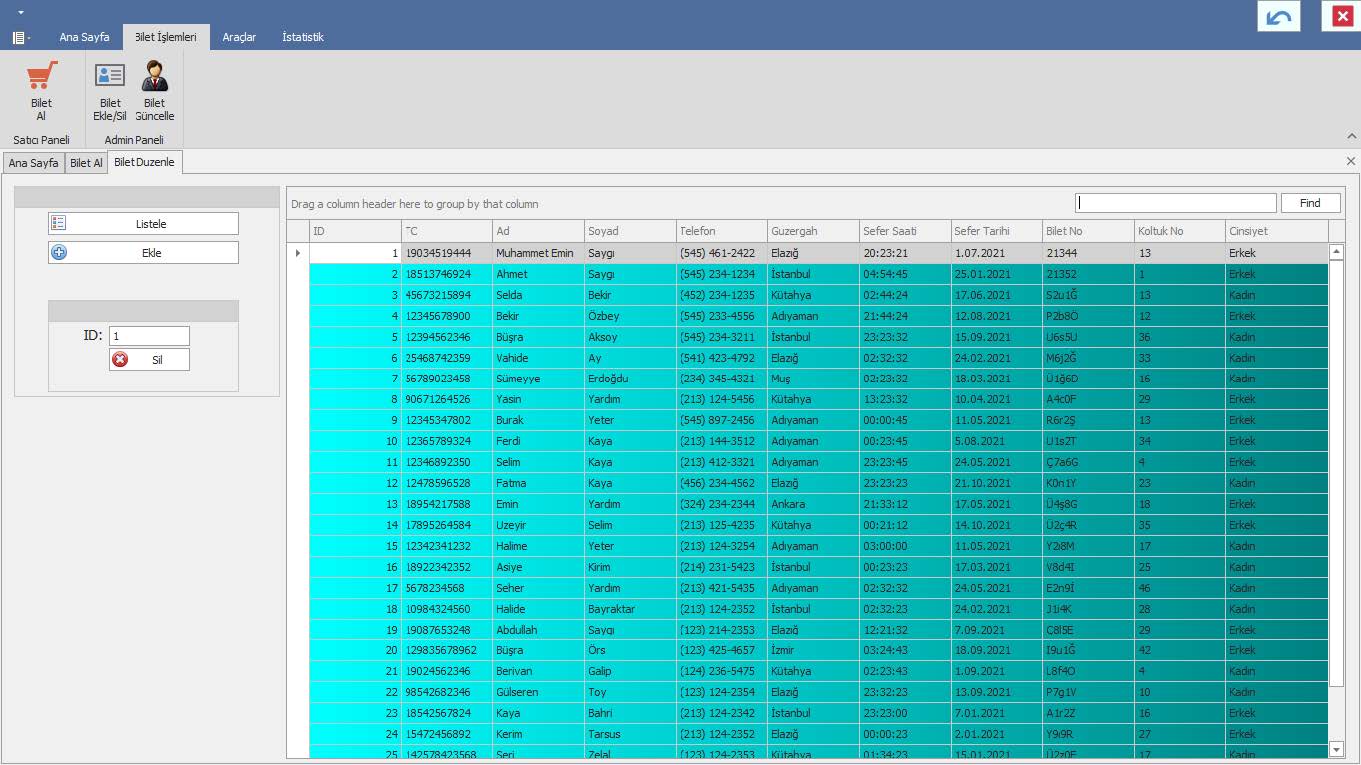 Ana Sayfa Bilet İşlemleri Araçlar İstatistik
Bilet Al Bilet Ekle/Sil Bilet Güncelle
Satıcı Paneli Admin Paneli
Ana Sayfa Bilet Al Bilet Duzenle
Listele
Ekle
ID: 1
Sil
Drag a column header here to group by that column Find
ID TC Ad Soyad Telefon Guzergah Sefer Saati Sefer Tarihi Bilet No Koltuk No Cinsiyet
1 19034519444 Muhammet Emin Saygı (545) 461-2422 Elazığ 20:23:21 1.07.2021 21344 13 Erkek
2 18513746924 Ahmet Saygı (545) 234-1234 İstanbul 04:54:45 25.01.2021 21352 1 Erkek
3 45673215894 Selda Bekir (452) 234-1235 Kütahya 02:44:24 17.06.2021 S2u1Ğ 13 Kadın
4 12345678900 Bekir Özbey (545) 233-4556 Adıyaman 21:44:24 12.08.2021 P2b8Ö 12 Erkek
5 12394562346 Büşra Aksoy (545) 234-3211 İstanbul 23:23:32 15.09.2021 U6s5U 36 Kadın
6 25468742359 Vahide Ay (541) 423-4792 Elazığ 02:32:32 24.02.2021 M6j2Ğ 33 Kadın
7 56789023458 Sümeyye Erdoğdu (234) 345-4321 Muş 02:23:32 18.03.2021 Ü1ğ6D 16 Kadın
8 90671264526 Yasin Yardım (213) 124-5456 Kütahya 13:23:32 10.04.2021 A4c0F 29 Erkek
9 12345347802 Burak Yeter (545) 897-2456 Adıyaman 00:00:45 11.05.2021 R6r2Ş 13 Erkek
10 12365789324 Ferdi Kaya (213) 144-3512 Adıyaman 00:23:45 5.08.2021 U1s2T 34 Erkek
11 12346892350 Selim Kaya (213) 412-3321 Adıyaman 23:23:45 24.05.2021 Ç7a6G 4 Erkek
12 12478596528 Fatma Kaya (456) 234-4562 Elazığ 23:23:23 21.10.2021 K0n1Y 23 Kadın
13 18954217588 Emin Yardım (324) 234-2344 Ankara 21:33:12 17.05.2021 Ü4ş8G 18 Erkek
14 17895264584 Uzeyir Selim (213) 125-4235 Kütahya 00:21:12 14.10.2021 Ü2ç4R 35 Erkek
15 12342341232 Halime Yeter (213) 124-3254 Adıyaman 03:00:00 11.05.2021 Y2ı8M 17 Kadın
16 18922342352 Asiye Kirim (214) 231-5423 İstanbul 00:23:23 17.03.2021 V8d4I 25 Kadın
17 5678234568 Seher Yardım (213) 421-5435 Adıyaman 02:32:32 24.05.2021 E2n9İ 46 Kadın
18 10984324560 Halide Bayraktar (213) 124-2352 İstanbul 02:32:23 24.02.2021 J1i4K 28 Kadın
19 19087653248 Abdullah Saygı (123) 214-2353 Elazığ 12:21:32 7.09.2021 C8l5E 29 Erkek
20 129835678962 Büşra Örs (123) 425-4657 İzmir 03:24:43 18.09.2021 I9u1Ğ 42 Erkek
21 19024562346 Berivan Galip (124) 236-5475 Kütahya 02:23:43 1.09.2021 L8f4O 4 Kadın
22 98542682346 Gülseren Toy (123) 124-2354 Elazığ 23:32:23 13.09.2021 P7g1V 10 Kadın
23 18542567824 Kaya Bahri (213) 124-2342 İstanbul 23:23:00 7.01.2021 A1r2Z 16 Erkek
24 15472456892 Kerim Tarsus (213) 124-2352 Elazığ 00:00:23 2.01.2021 Y9ı9R 27 Erkek
25 142578423568 Seri Zelal (123) 124-2353 Kütahya 01:34:23 15.01.2021 Ü2z0F 17 Kadın